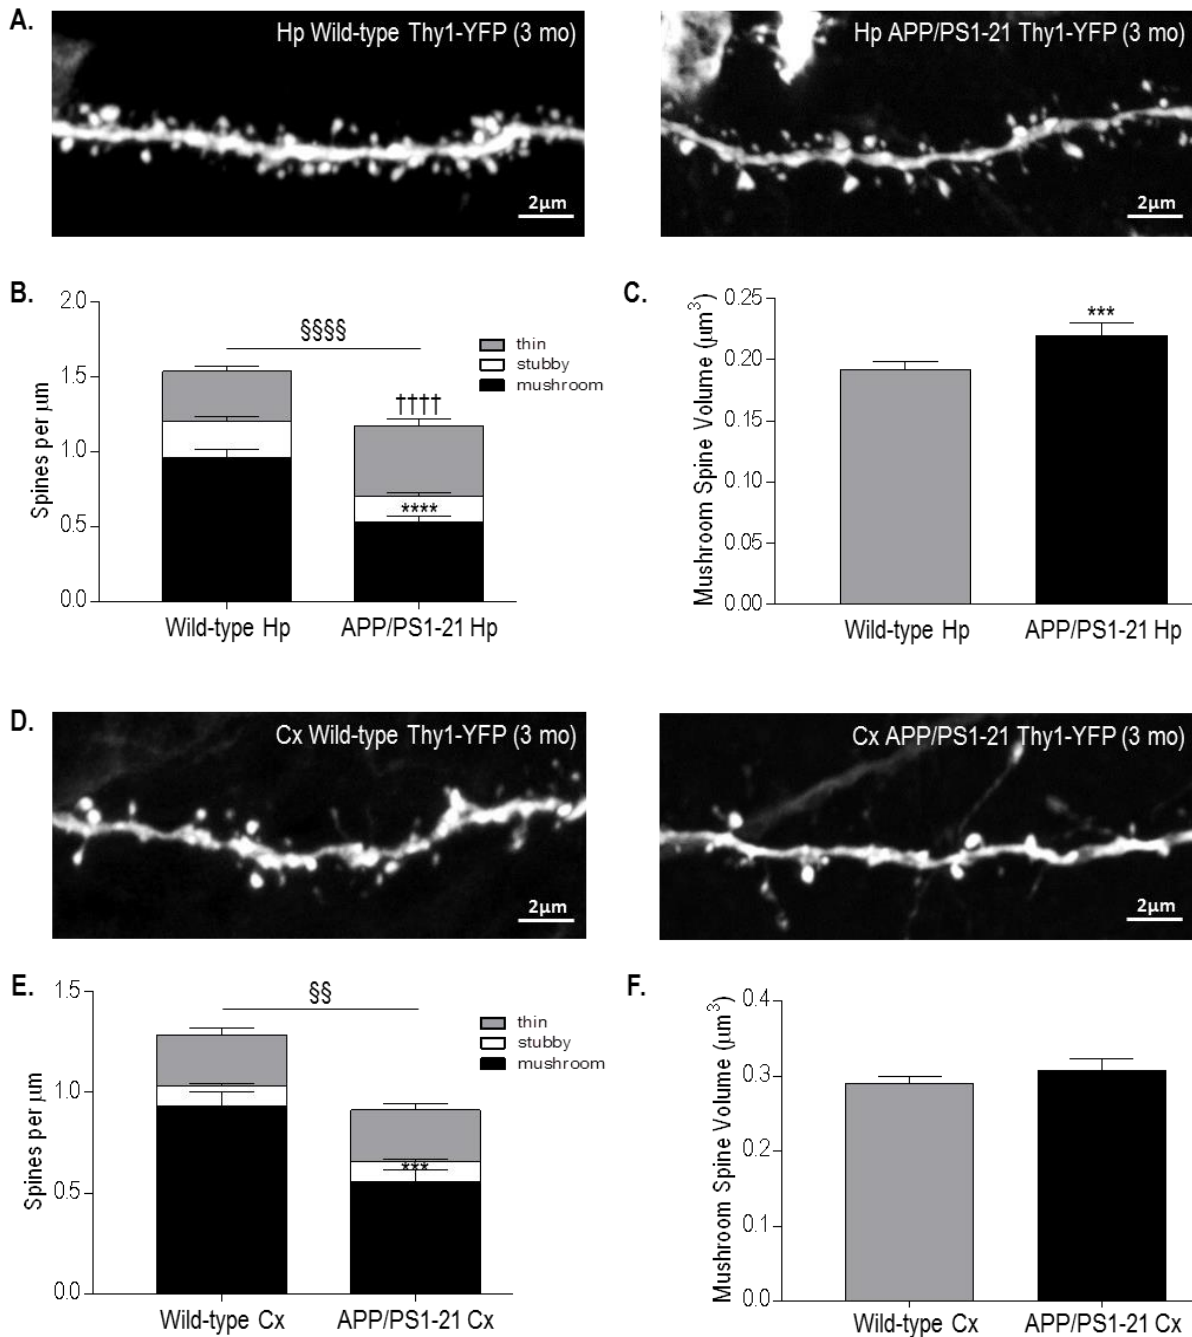 A.
Hp Wild-type Thy1-YFP (3 mo)
2μm
Hp APP/PS1-21 Thy1-YFP (3 mo)
2μm
B.
Spines per μm
2.0
1.5
1.0
0.5
0.0
§§§§
††††
****
thin
stubby
mushroom
Wild-type Hp
APP/PS1-21 Hp
C.
Mushroom Spine Volume (μm³)
0.25
0.20
0.15
0.10
0.05
0.00
***
Wild-type Hp
APP/PS1-21 Hp
D.
Cx Wild-type Thy1-YFP (3 mo)
2μm
Cx APP/PS1-21 Thy1-YFP (3 mo)
2μm
E.
Spines per μm
1.5
1.0
0.5
0.0
§§
***
thin
stubby
mushroom
Wild-type Cx
APP/PS1-21 Cx
F.
Mushroom Spine Volume (μm³)
0.4
0.3
0.2
0.1
0.0
Wild-type Cx
APP/PS1-21 Cx